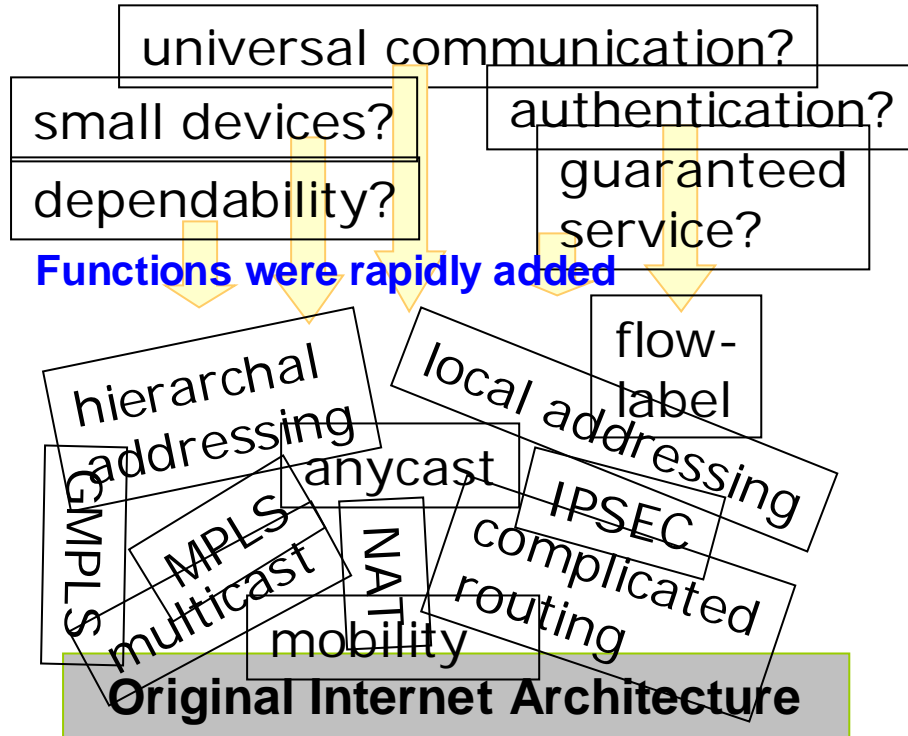 universal communication?
small devices?
authentication?
dependability?
guaranteed
service?
Functions were rapidly added
flow-
label
hierarchal
addressing
local addressing
anycast
GMPLS
MPLS
IPSEC
NAT
complicated
routing
multicast
mobility
Original Internet Architecture